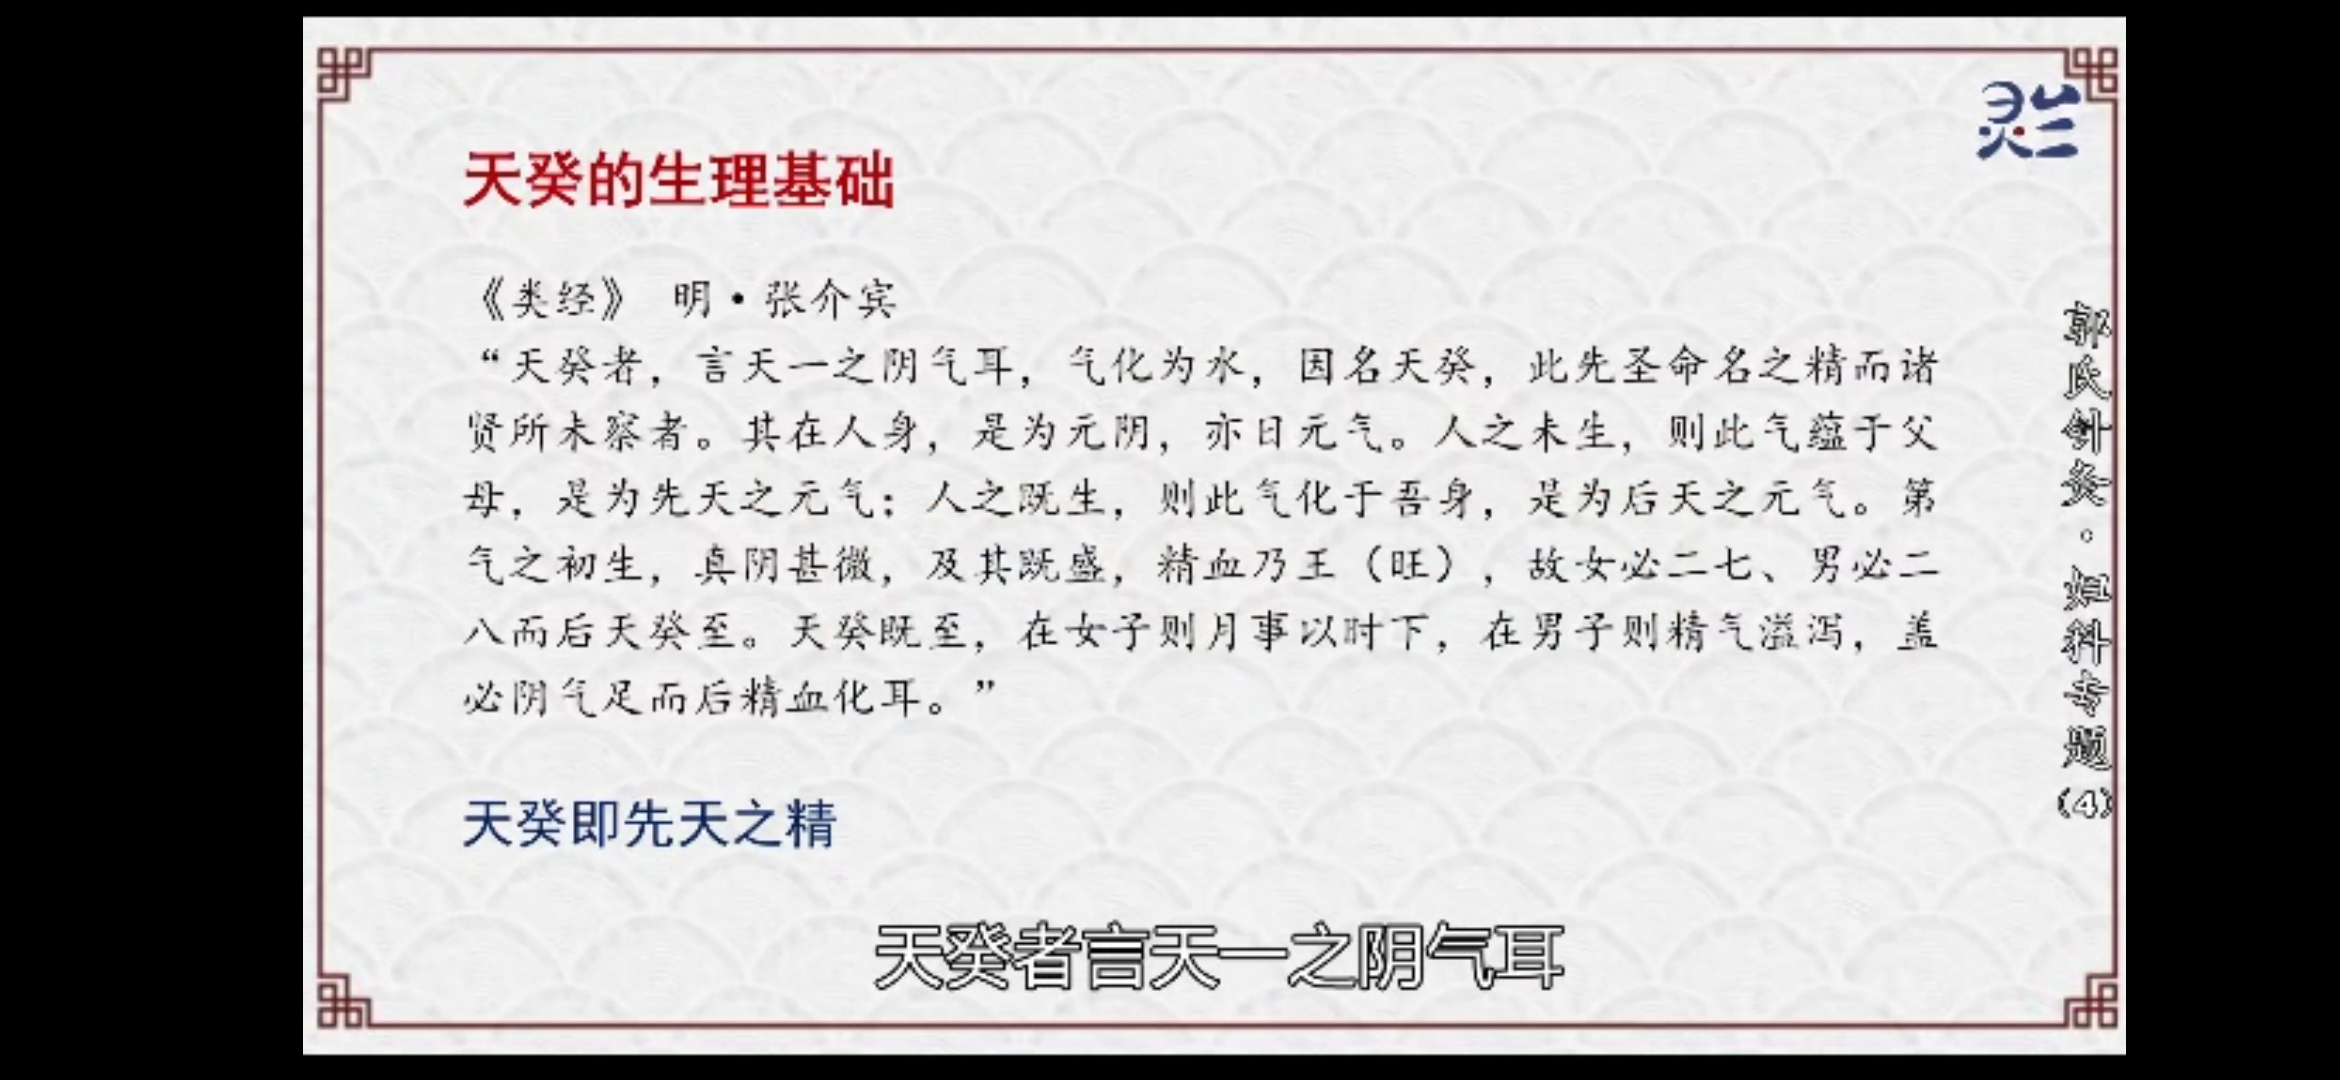 天癸的生理基础
《类经》 明·张介宾
“天癸者，言天一之阴气耳，气化为水，因名天癸，此先圣命名之精而诸
贤所未察者。其在人身，是为元阴，亦曰元气。人之未生，则此气蕴于父
母，是为先天之元气；人之既生，则此气化于吾身，是为后天之元气。第
气之初生，真阴甚微，及其既盛，精血乃王（旺），故女必二七、男必二
八而后天癸至。天癸既至，在女子则月事以时下，在男子则精气溢泻，盖
必阴气足而后精血化耳。”
天癸即先天之精
天癸者言天一之阴气耳
郭氏针灸·妇科专题(4)